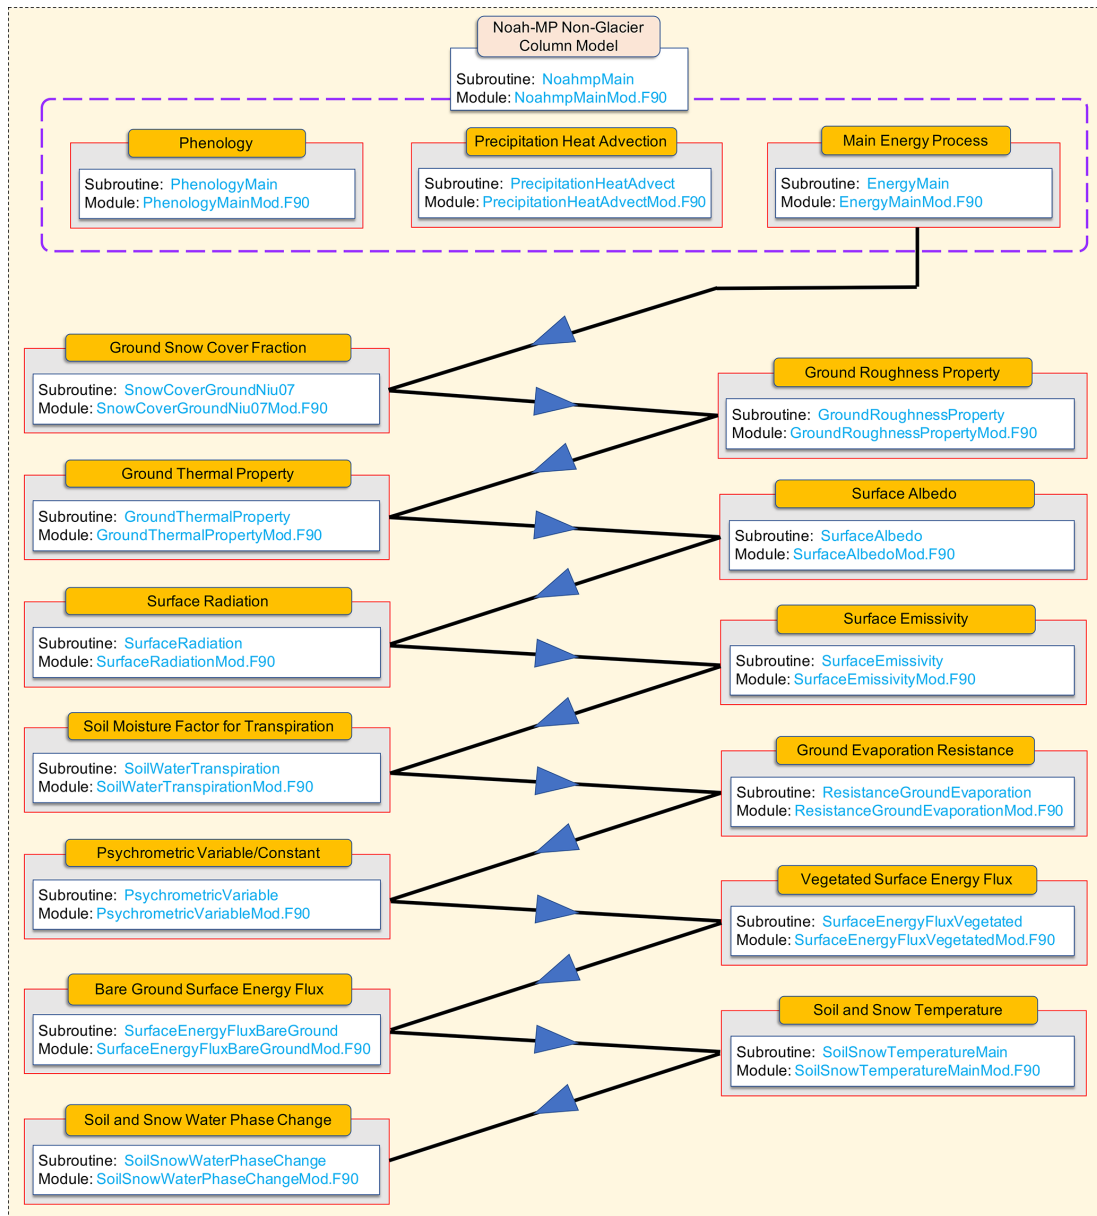 Noah-MP Non-Glacier
Column Model
Subroutine: NoahmpMain
Module: NoahmpMainMod.F90
Phenology
Subroutine: PhenologyMain
Module: PhenologyMainMod.F90
Precipitation Heat Advection
Subroutine: PrecipitationHeatAdvect
Module: PrecipitationHeatAdvectMod.F90
Main Energy Process
Subroutine: EnergyMain
Module: EnergyMainMod.F90
Ground Snow Cover Fraction
Subroutine: SnowCoverGroundNiu07
Module: SnowCoverGroundNiu07Mod.F90
Ground Roughness Property
Subroutine: GroundRoughnessProperty
Module: GroundRoughnessPropertyMod.F90
Ground Thermal Property
Subroutine: GroundThermalProperty
Module: GroundThermalPropertyMod.F90
Surface Albedo
Subroutine: SurfaceAlbedo
Module: SurfaceAlbedoMod.F90
Surface Radiation
Subroutine: SurfaceRadiation
Module: SurfaceRadiationMod.F90
Surface Emissivity
Subroutine: SurfaceEmissivity
Module: SurfaceEmissivityMod.F90
Soil Moisture Factor for Transpiration
Subroutine: SoilWaterTranspiration
Module: SoilWaterTranspirationMod.F90
Ground Evaporation Resistance
Subroutine: ResistanceGroundEvaporation
Module: ResistanceGroundEvaporationMod.F90
Psychrometric Variable/Constant
Subroutine: PsychrometricVariable
Module: PsychrometricVariableMod.F90
Vegetated Surface Energy Flux
Subroutine: SurfaceEnergyFluxVegetated
Module: SurfaceEnergyFluxVegetatedMod.F90
Bare Ground Surface Energy Flux
Subroutine: SurfaceEnergyFluxBareGround
Module: SurfaceEnergyFluxBareGroundMod.F90
Soil and Snow Temperature
Subroutine: SoilSnowTemperatureMain
Module: SoilSnowTemperatureMainMod.F90
Soil and Snow Water Phase Change
Subroutine: SoilSnowWaterPhaseChange
Module: SoilSnowWaterPhaseChangeMod.F90